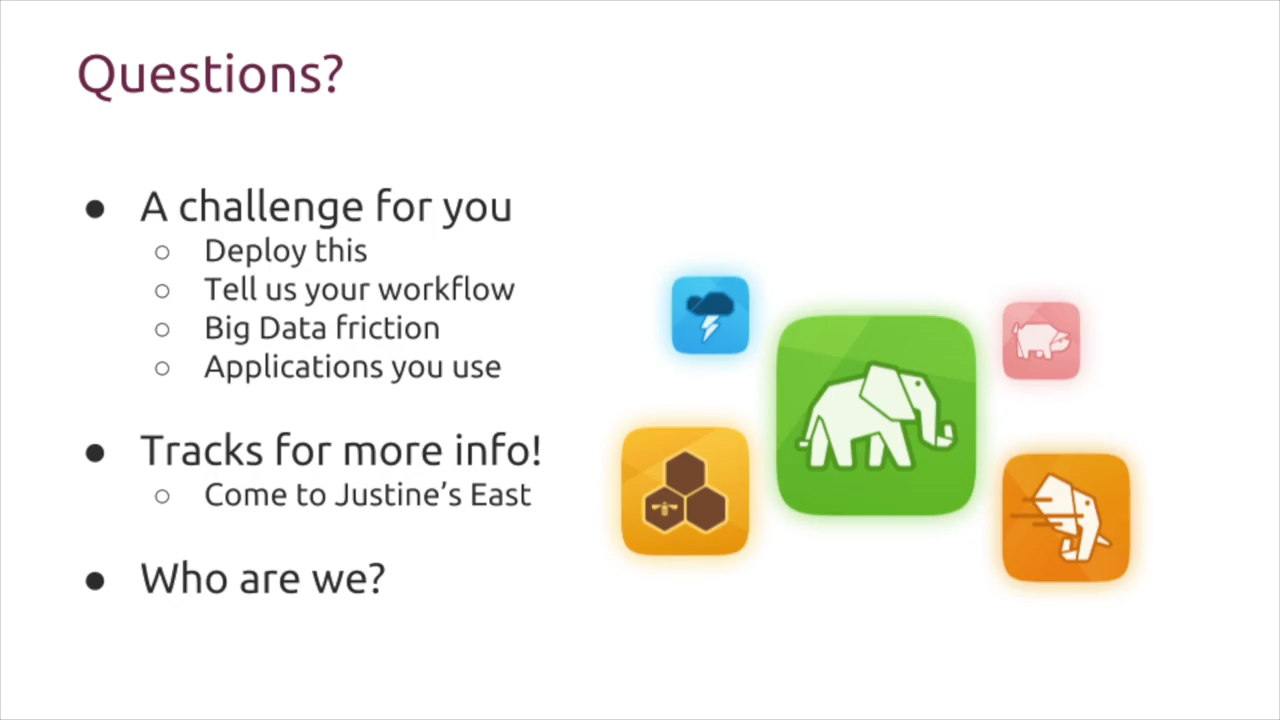 Questions?
● A challenge for you
○ Deploy this
○ Tell us your workflow
○ Big Data friction
○ Applications you use
● Tracks for more info!
○ Come to Justine’s East
● Who are we?